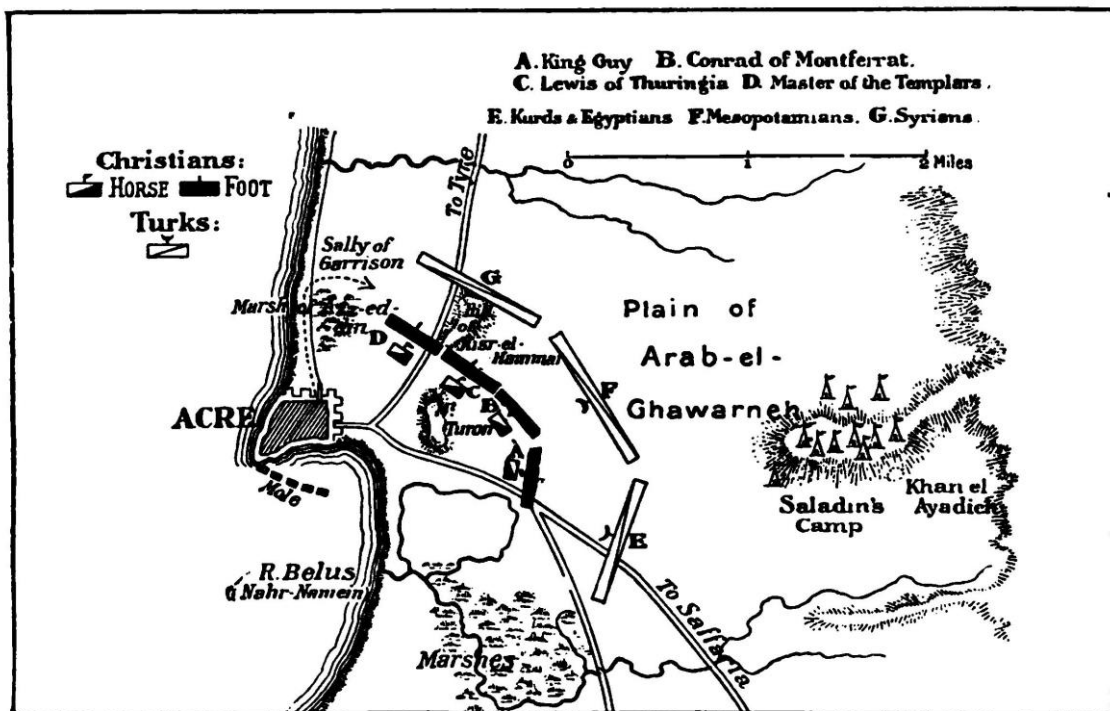 A. King Guy B. Conrad of Montferrat.
C. Lewis of Thuringia D. Master of the Templars.
E. Kurds & Egyptians F. Mesopotamians. G. Syrians.
0 1 2 Miles
Christians:
HORSE FOOT
Turks:
To Tyre
Sally of
Garrison
G
Marsh of
D
Plain of
Arab-el-
Ghawarneh
F
C
B
Mt
Turon
A
ACRE
Mole
Saladin's
Camp
Khan el
Ayadich
E
R. Belus
(Nahr-Namein)
To Saffaria
Marshes